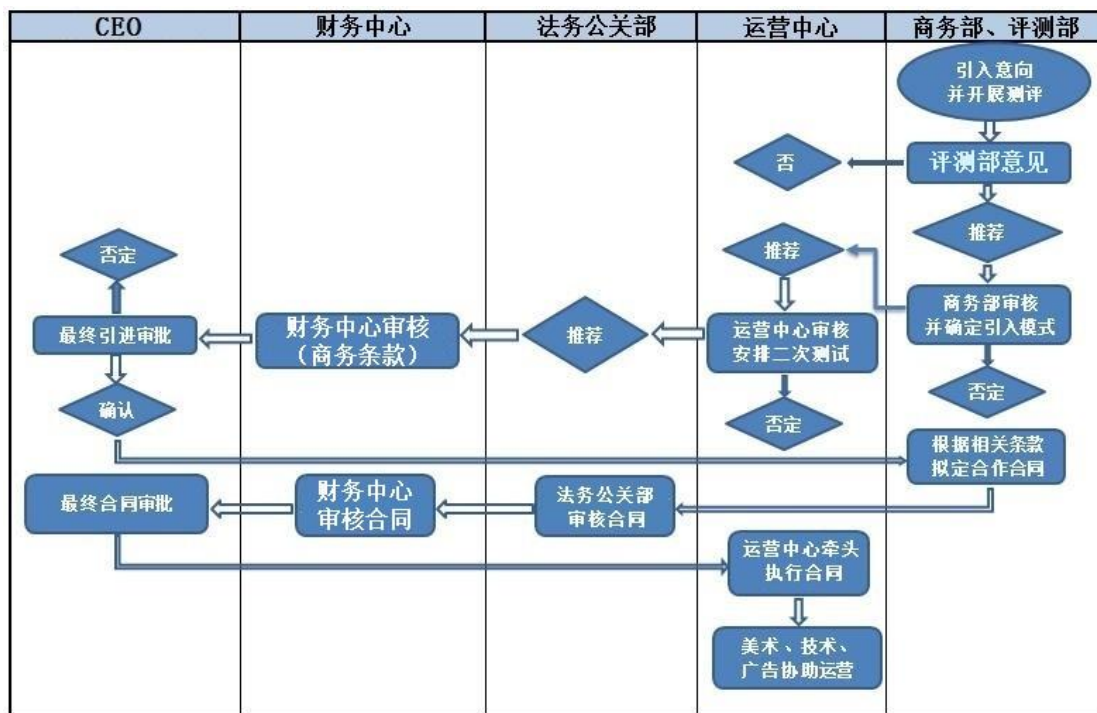 CEO
财务中心
法务公关部
运营中心
商务部、评测部
引入意向
并开展测评
否
评测部意见
推荐
否定
推荐
商务部审核
并确定引入模式
最终引进审批
财务中心审核
（商务条款）
推荐
运营中心审核
安排二次测试
确认
否定
否定
根据相关条款
拟定合作合同
最终合同审批
财务中心
审核合同
法务公关部
审核合同
运营中心牵头
执行合同
美术、技术、
广告协助运营